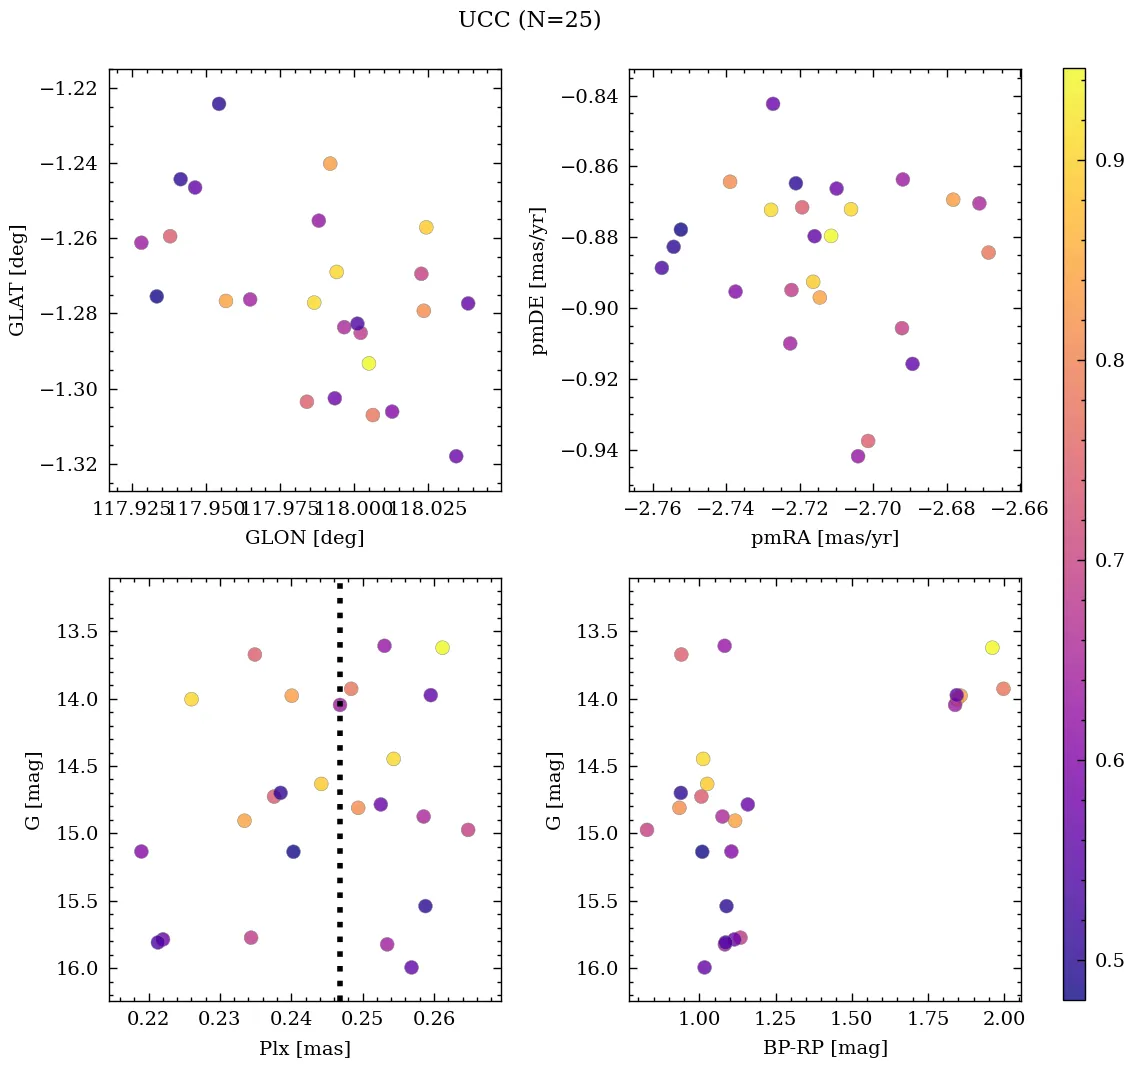 UCC (N=25)
−1.22
−1.24
−1.26
−1.28
−1.30
−1.32
GLAT [deg]
117.925 117.950 117.975 118.000 118.025
GLON [deg]
−0.84
−0.86
−0.88
−0.90
−0.92
−0.94
pmDE [mas/yr]
−2.76 −2.74 −2.72 −2.70 −2.68 −2.66
pmRA [mas/yr]
13.5
14.0
14.5
15.0
15.5
16.0
G [mag]
0.22 0.23 0.24 0.25 0.26
Plx [mas]
13.5
14.0
14.5
15.0
15.5
16.0
G [mag]
1.00 1.25 1.50 1.75 2.00
BP-RP [mag]
0.9
0.8
0.7
0.6
0.5